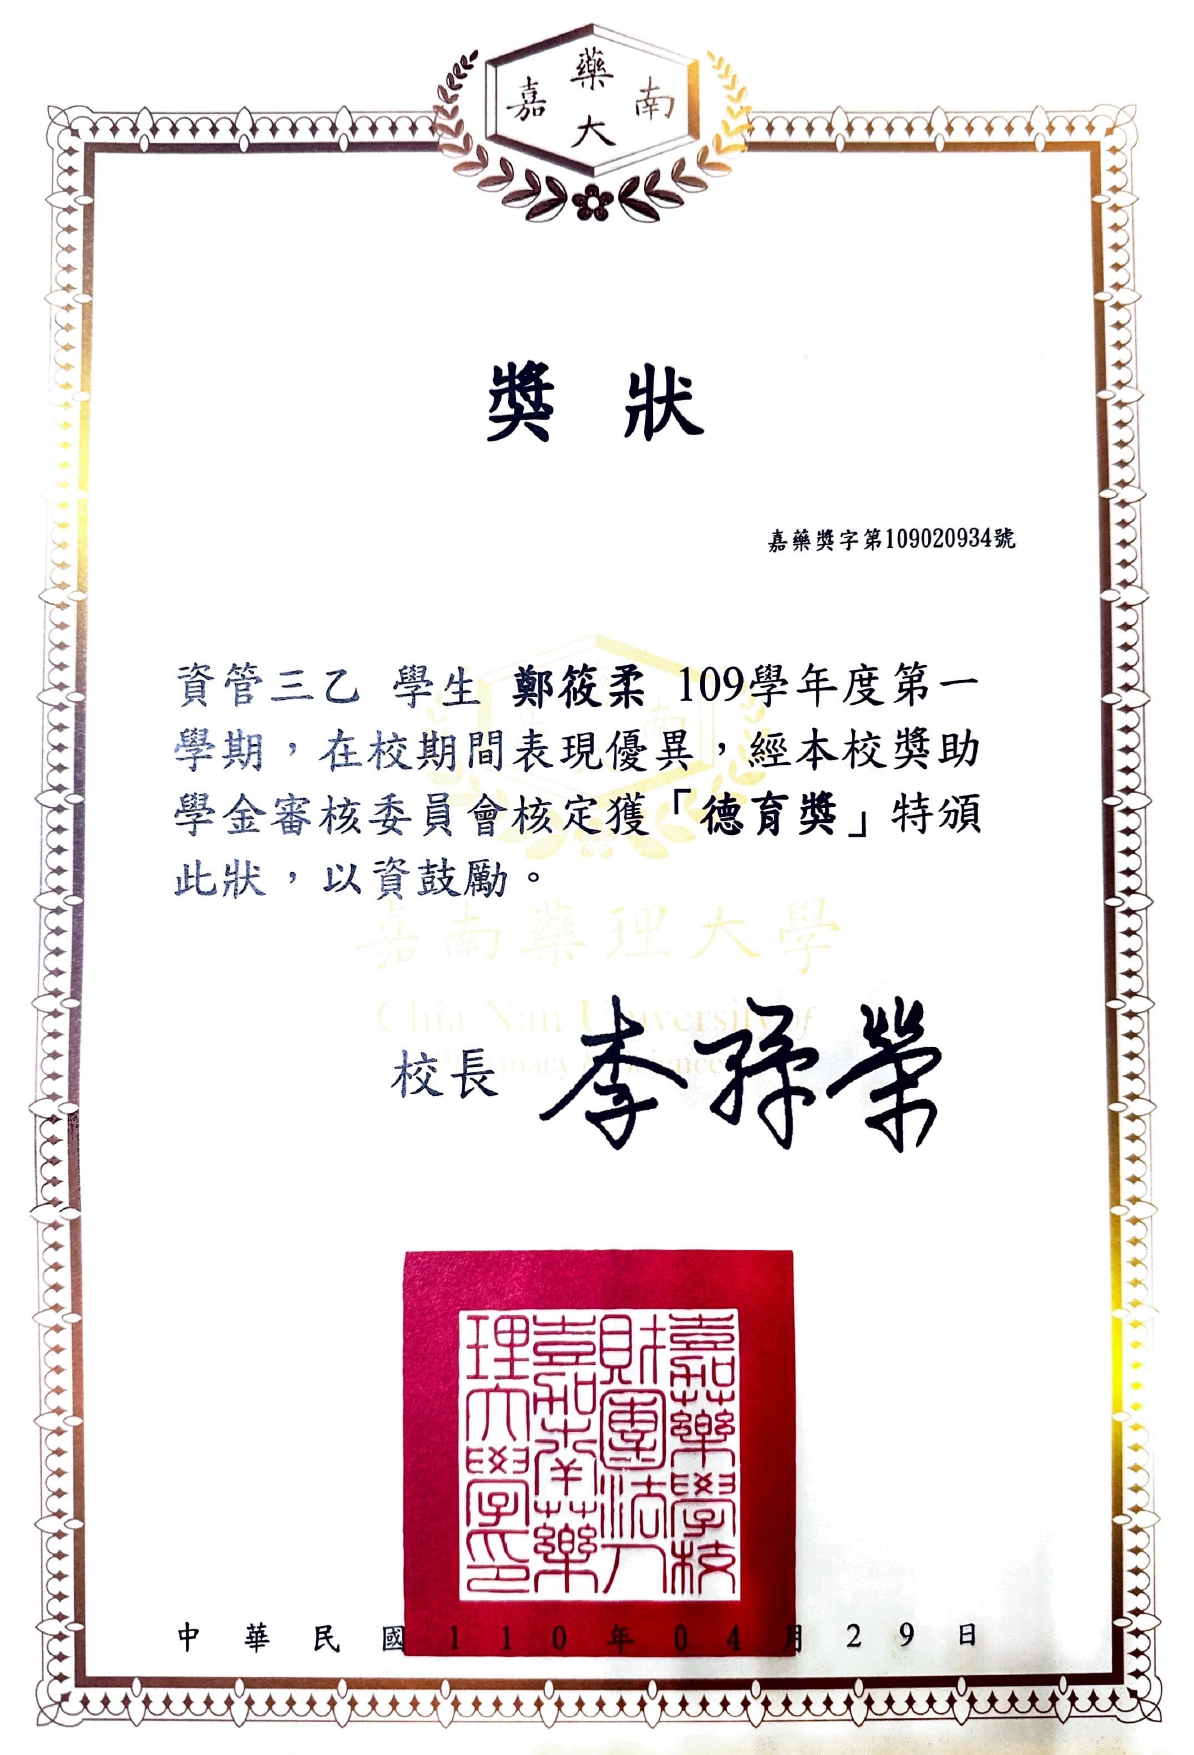 藥
嘉 南
大
獎 狀
嘉藥獎字第109020934號
資管三乙 學生 鄭筱柔 109學年度第一
學期，在校期間表現優異，經本校獎助
學金審核委員會核定獲「德育獎」特頒
此狀，以資鼓勵。
嘉南藥理大學
Chia Nan University of
Pharmacy & Science
校長 李孫榮
嘉藥學校
財團法人
嘉南藥
理大學印
中華民國110年04月29日